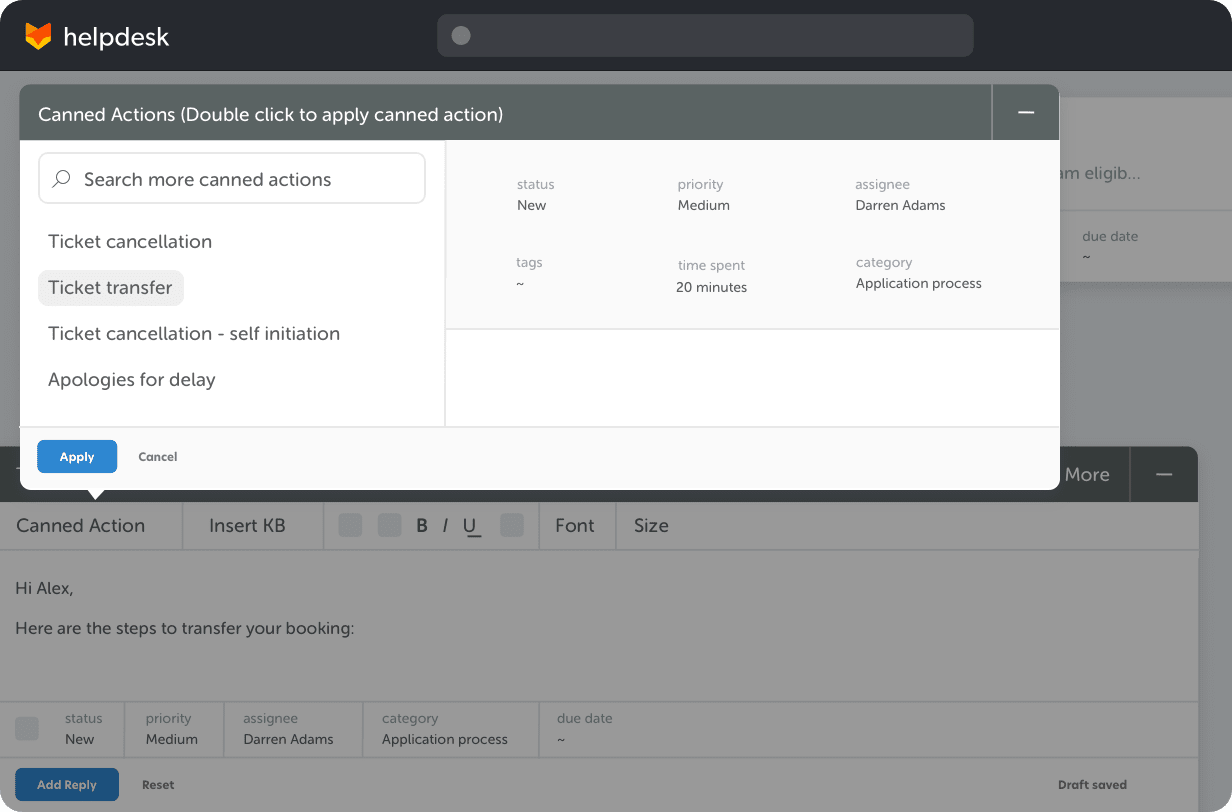 helpdesk
Canned Actions (Double click to apply canned action)
Search more canned actions
Ticket cancellation
Ticket transfer
Ticket cancellation - self initiation
Apologies for delay
status
New
priority
Medium
assignee
Darren Adams
tags
~
time spent
20 minutes
category
Application process
Apply
Cancel
am eligib...
due date
~
More
Canned Action
Insert KB
B I U
Font
Size
Hi Alex,
Here are the steps to transfer your booking:
status
New
priority
Medium
assignee
Darren Adams
category
Application process
due date
~
Add Reply
Reset
Draft saved